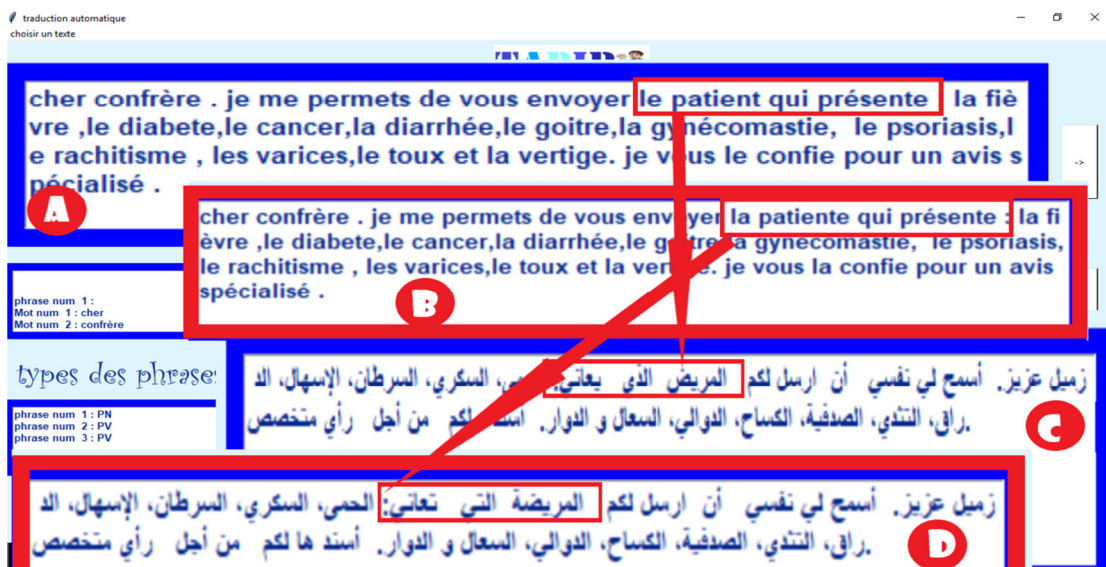 traduction automatique
choisir un texte
cher confrère . je me permets de vous envoyer le patient qui présente la fiè
vre ,le diabete,le cancer,la diarrhée,le goitre,la gynécomastie, le psoriasis,l
e rachitisme , les varices,le toux et la vertige. je vous le confie pour un avis s
pécialisé .
->
A
cher confrère . je me permets de vous envoyer la patiente qui présente : la fi
èvre ,le diabete,le cancer,la diarrhée,le goitre,la gynécomastie, le psoriasis,
le rachitisme , les varices,le toux et la vertige. je vous la confie pour un avis
spécialisé .
B
phrase num 1 :
Mot num 1 : cher
Mot num 2 : confrère
types des phrase
phrase num 1 : PN
phrase num 2 : PV
phrase num 3 : PV
زميل عزيز. أسمح لي نفسي أن ارسل لكم المريض الذي يعاني: السكري، السرطان، الإسهال، الد
راق، التثدي، الصدفية، الكساح، الدوالي، السعال و الدوار. لكم من أجل رأي متخصص.
C
زميل عزيز. أسمح لي نفسي أن ارسل لكم المريضة التي تعاني: الحمى، السكري، السرطان، الإسهال، الد
راق، التثدي، الصدفية، الكساح، الدوالي، السعال و الدوار. أسند ها لكم من أجل رأي متخصص.
D